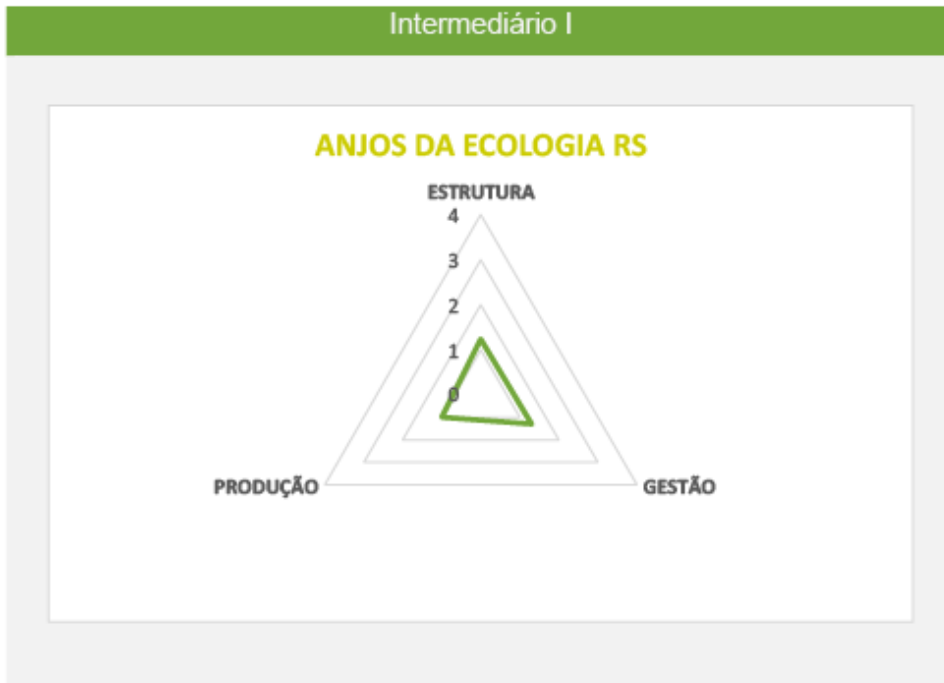 Intermediário I
ANJOS DA ECOLOGIA RS
ESTRUTURA
4
3
2
1
0
PRODUÇÃO
GESTÃO